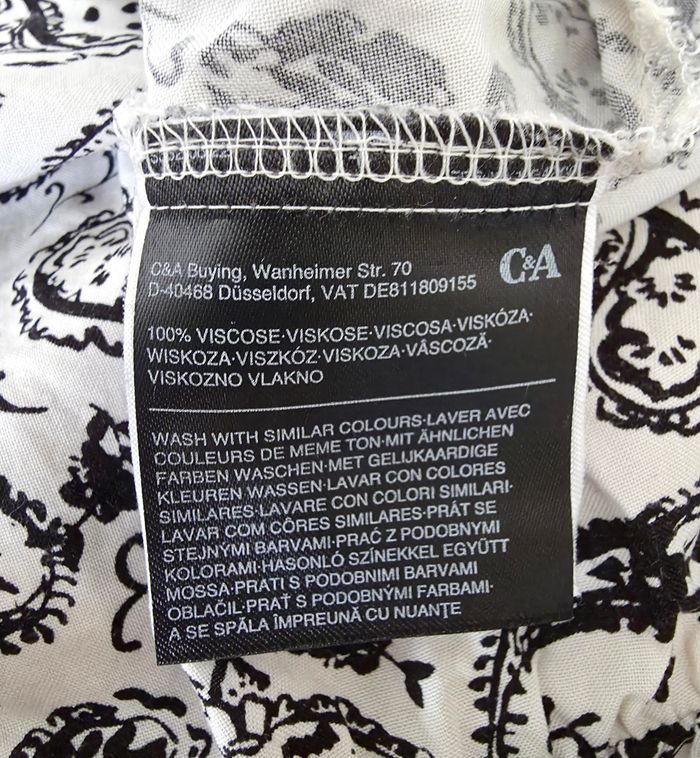 C&A
C&A Buying, Wanheimer Str. 70
D-40468 Düsseldorf, VAT DE811809155
100% VISCOSE·VISKOSE·VISCOSA·VISKÓZA·
WISKOZA·VISZKÓZ·VISKOZA·VÂSCOZĂ·
VISKOZNO VLAKNO
WASH WITH SIMILAR COLOURS·LAVER AVEC
COULEURS DE MEME TON·MIT ÄHNLICHEN
FARBEN WASCHEN·MET GELIJKAARDIGE
KLEUREN WASSEN·LAVAR CON COLORES
SIMILARES·LAVARE CON COLORI SIMILARI·
LAVAR COM CÔRES SIMILARES·PRÁT SE
STEJNÝMI BARVAMI·PRAĆ Z PODOBNYMI
KOLORAMI·HASONLÓ SZÍNEKKEL EGYÜTT
MOSSA·PRATI S PODOBNIMI BARVAMI
OBLAČIL·PRAŤ S PODOBNÝMI FARBAMI·
A SE SPĂLA ÎMPREUNĂ CU NUANŢE